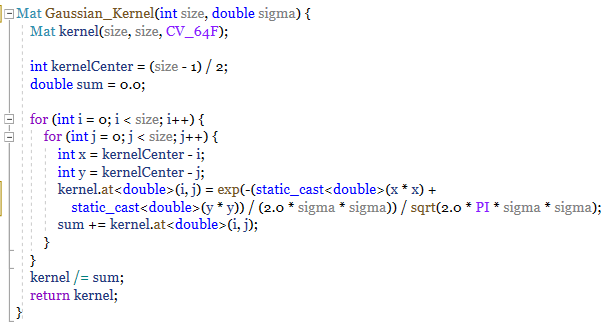 Mat Gaussian_Kernel(int size, double sigma) {
Mat kernel(size, size, CV_64F);
int kernelCenter = (size - 1) / 2;
double sum = 0.0;
for (int i = 0; i < size; i++) {
for (int j = 0; j < size; j++) {
int x = kernelCenter - i;
int y = kernelCenter - j;
kernel.at<double>(i, j) = exp(-(static_cast<double>(x * x) +
static_cast<double>(y * y)) / (2.0 * sigma * sigma)) / sqrt(2.0 * PI * sigma * sigma);
sum += kernel.at<double>(i, j);
}
}
kernel /= sum;
return kernel;
}